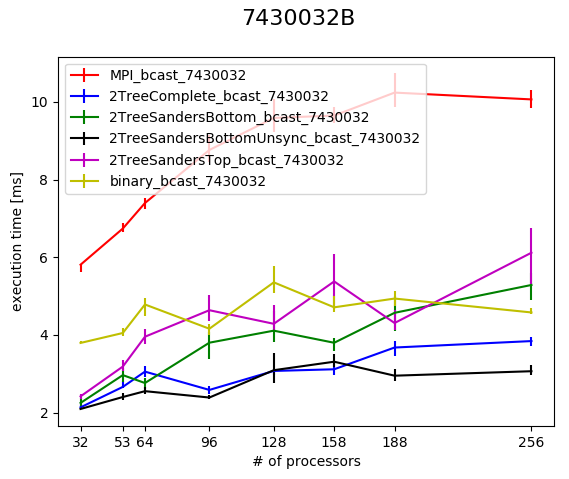 7430032B
MPI_bcast_7430032
2TreeComplete_bcast_7430032
2TreeSandersBottom_bcast_7430032
2TreeSandersBottomUnsync_bcast_7430032
2TreeSandersTop_bcast_7430032
binary_bcast_7430032
execution time [ms]
10
8
6
4
2
32 53 64 96 128 158 188 256
# of processors